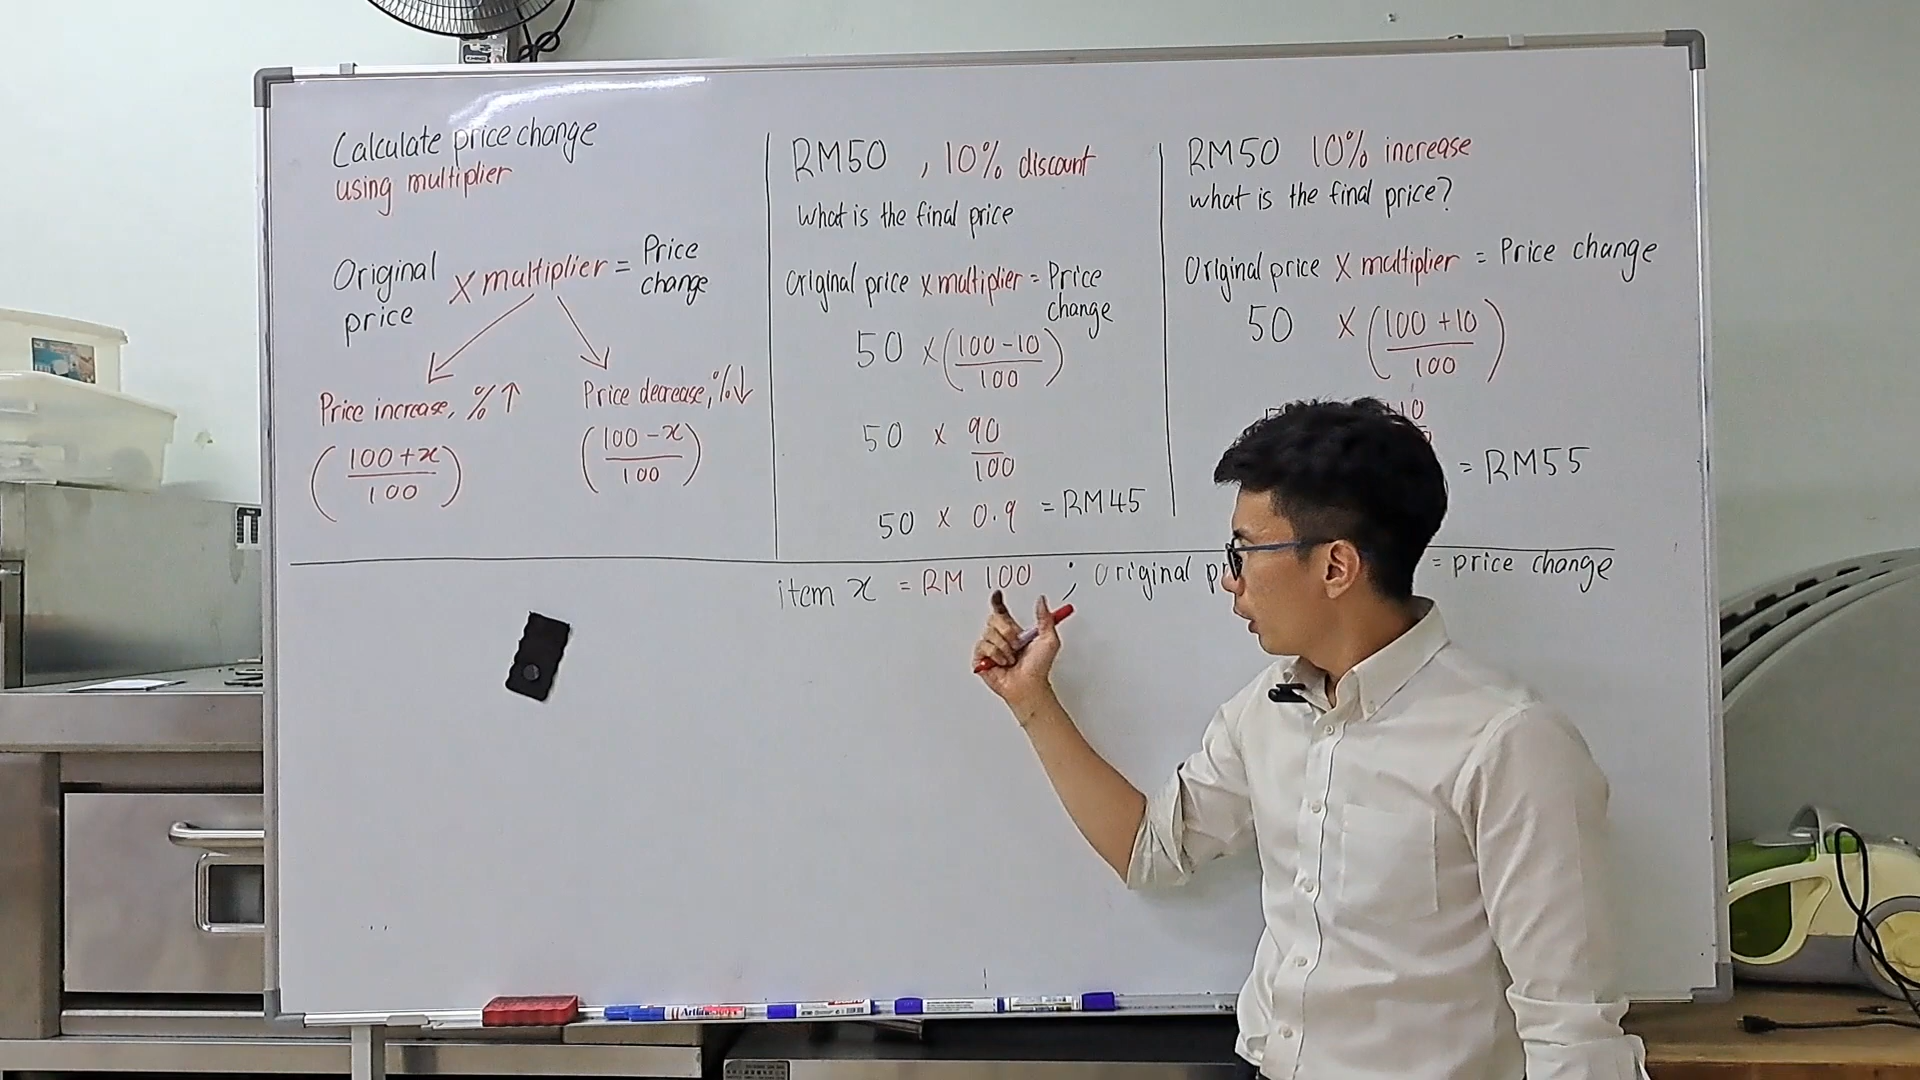 Calculate price change
using multiplier
Original price × multiplier = Price change
Price increase, %↑
(100+x)/100
Price decrease, %↓
(100-x)/100
RM50 , 10% discount
What is the final price
Original price × multiplier = Price change
50 × (100-10)/100
50 × 90/100
50 × 0.9 = RM45
RM50 10% increase
what is the final price?
Original price × multiplier = Price change
50 × (100+10)/100
= RM55
item x = RM 100 ; Original = price change
Artline